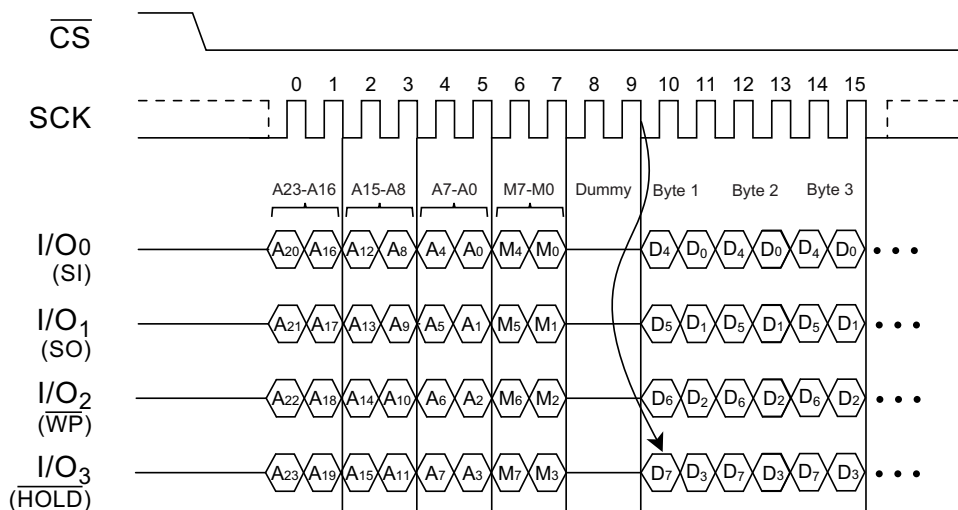 CS
0 1 2 3 4 5 6 7 8 9 10 11 12 13 14 15
SCK
A23-A16 A15-A8 A7-A0 M7-M0 Dummy Byte 1 Byte 2 Byte 3
I/O0 A20 A16 A12 A8 A4 A0 M4 M0 D4 D0 D4 D0 D4 D0 • • •
(SI)
I/O1 A21 A17 A13 A9 A5 A1 M5 M1 D5 D1 D5 D1 D5 D1 • • •
(SO)
I/O2 A22 A18 A14 A10 A6 A2 M6 M2 D6 D2 D6 D2 D6 D2 • • •
(WP)
I/O3 A23 A19 A15 A11 A7 A3 M7 M3 D7 D3 D7 D3 D7 D3 • • •
(HOLD)